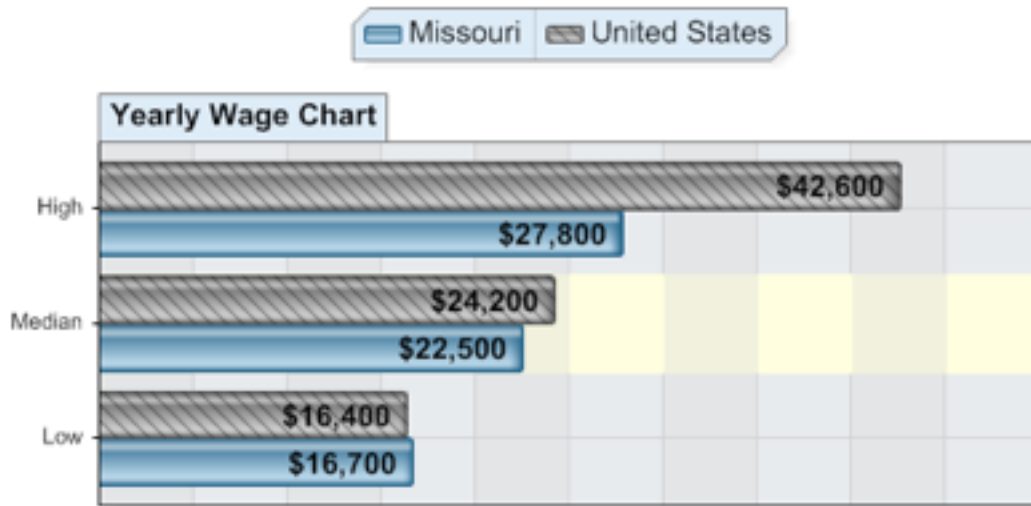 Missouri United States
Yearly Wage Chart
High
$42,600
$27,800
Median
$24,200
$22,500
Low
$16,400
$16,700